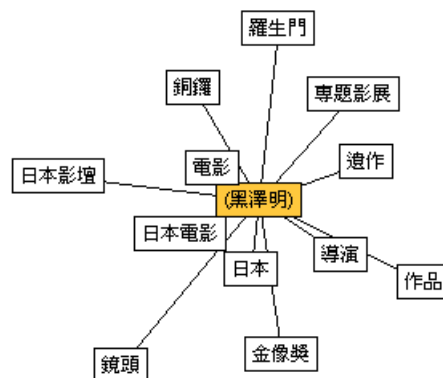 羅生門
銅鑼
專題影展
電影
遺作
日本影壇
(黑澤明)
日本電影
導演
日本
作品
金像獎
鏡頭